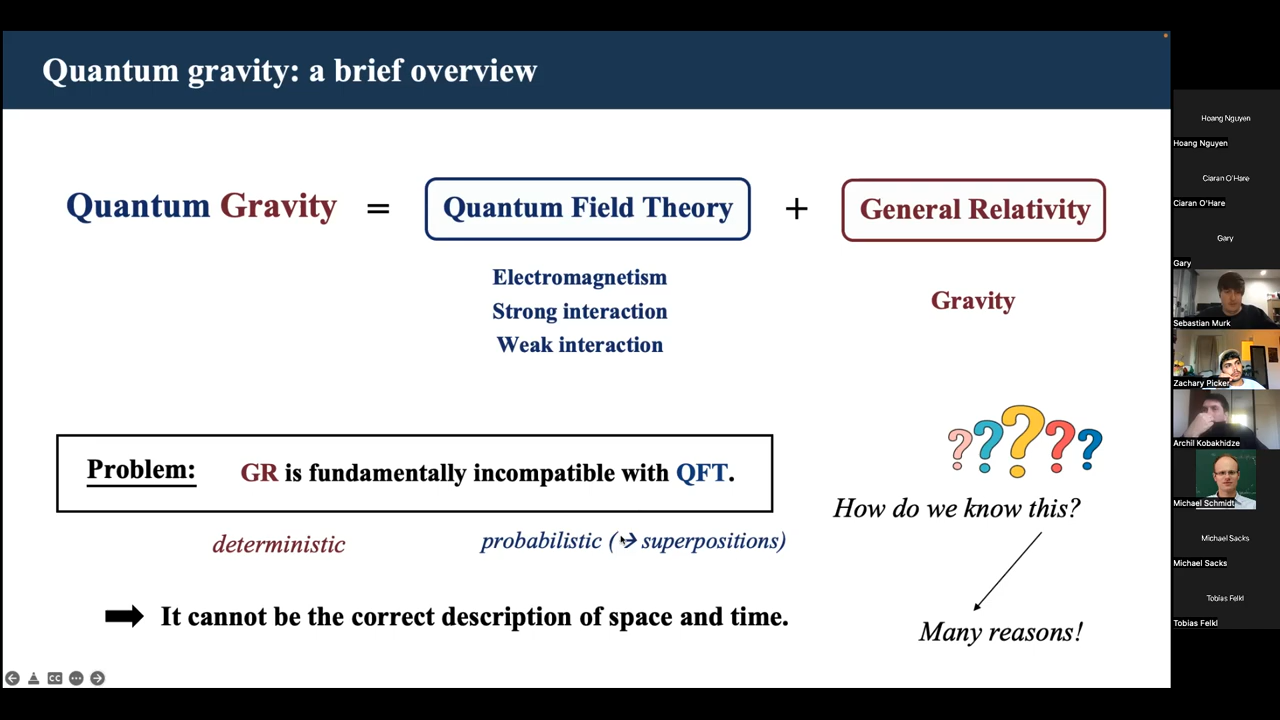 Quantum gravity: a brief overview
Quantum Gravity = Quantum Field Theory + General Relativity
Electromagnetism
Strong interaction
Weak interaction
Gravity
Problem: GR is fundamentally incompatible with QFT.
deterministic
probabilistic (→ superpositions)
→ It cannot be the correct description of space and time.
?????
How do we know this?
Many reasons!
CC
Hoang Nguyen
Hoang Nguyen
Ciaran O'Hare
Ciaran O'Hare
Gary
Gary
Sebastian Murk
Zachary Picker
Archil Kobakhidze
Michael Schmidt
Michael Sacks
Michael Sacks
Tobias Felkl
Tobias Felkl